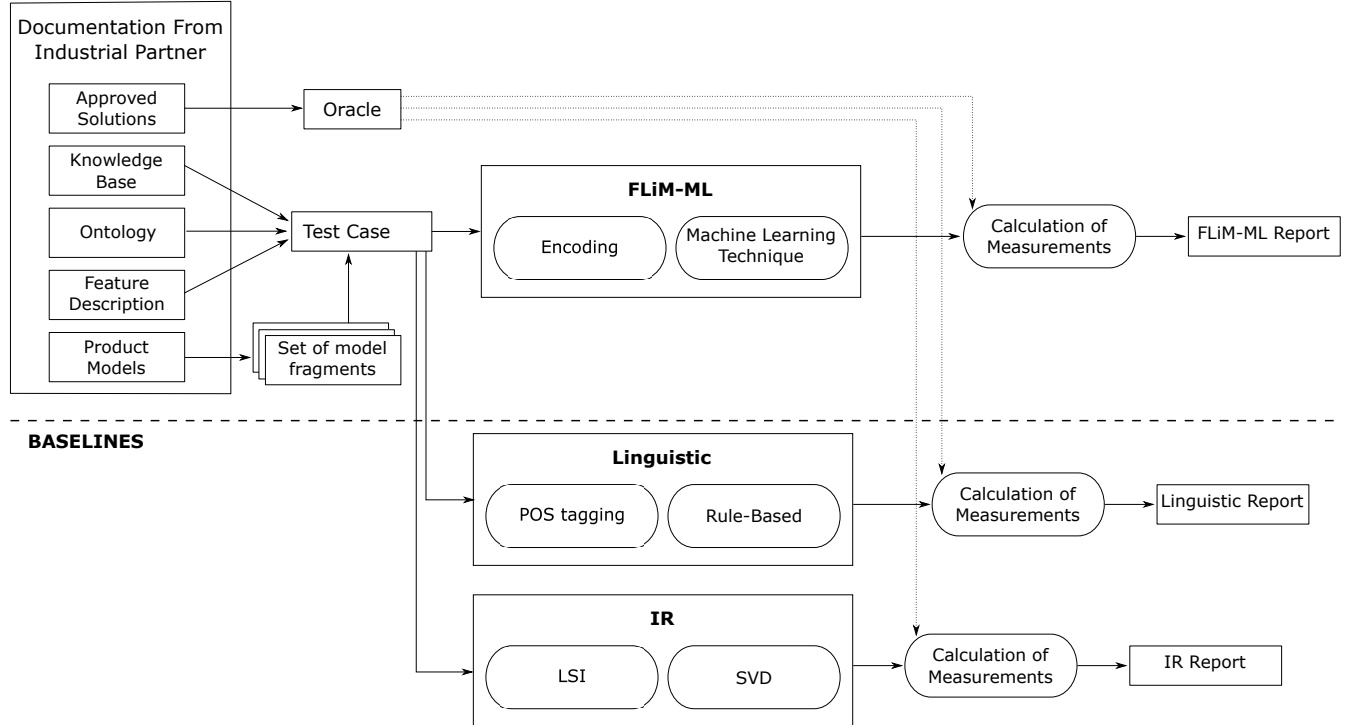 Documentation From
Industrial Partner
Approved
Solutions
Oracle
Knowledge
Base
Ontology
Feature
Description
Product
Models
Test Case
Set of model
fragments
FLiM-ML
Encoding
Machine Learning
Technique
Calculation of
Measurements
FLiM-ML Report
BASELINES
Linguistic
POS tagging
Rule-Based
Calculation of
Measurements
Linguistic Report
IR
LSI
SVD
Calculation of
Measurements
IR Report